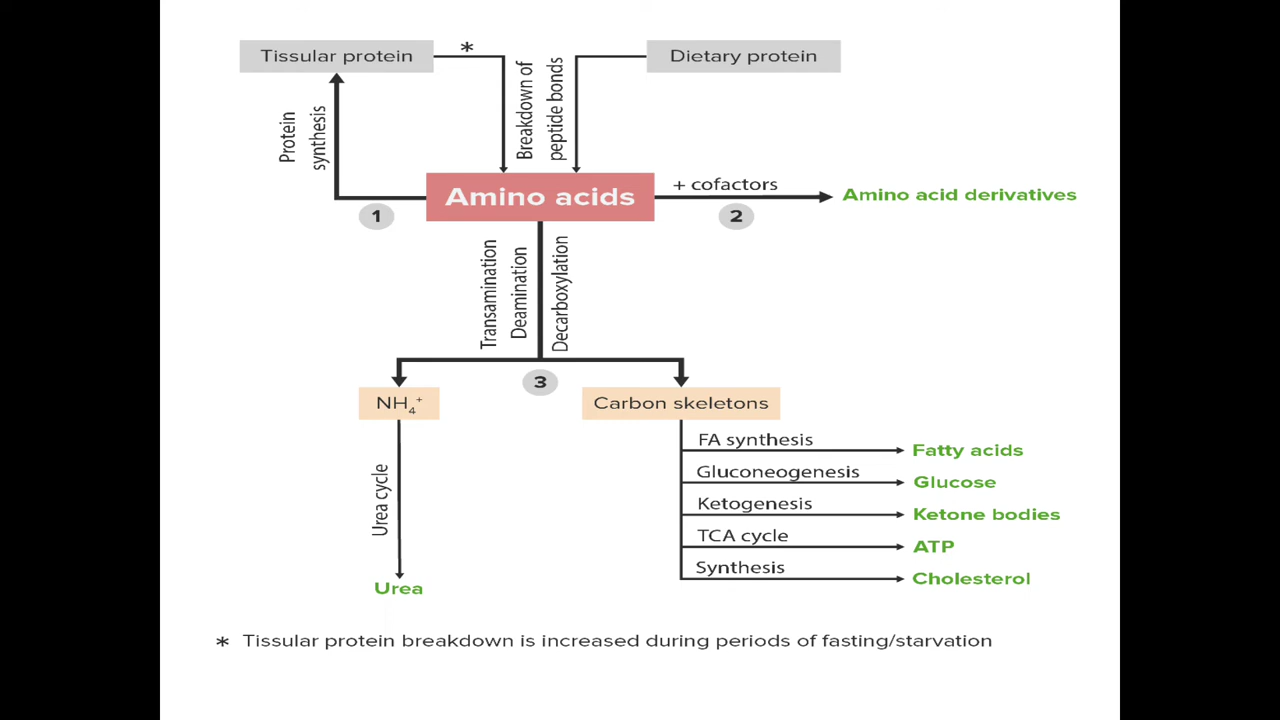 Tissular protein
*
Dietary protein
Protein
synthesis
Breakdown of
peptide bonds
Amino acids
+ cofactors
Amino acid derivatives
1
2
Transamination
Deamination
Decarboxylation
3
NH₄⁺
Carbon skeletons
Urea cycle
Urea
FA synthesis
Fatty acids
Gluconeogenesis
Glucose
Ketogenesis
Ketone bodies
TCA cycle
ATP
Synthesis
Cholesterol
* Tissular protein breakdown is increased during periods of fasting/starvation